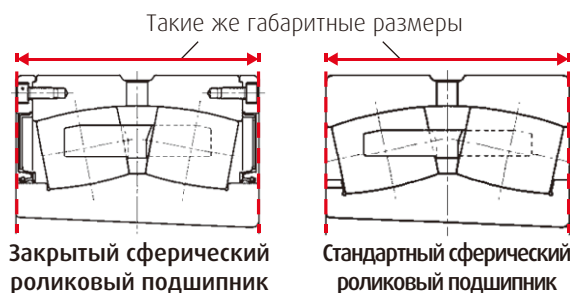 Такие же габаритные размеры
Закрытый сферический
роликовый подшипник
Стандартный сферический
роликовый подшипник